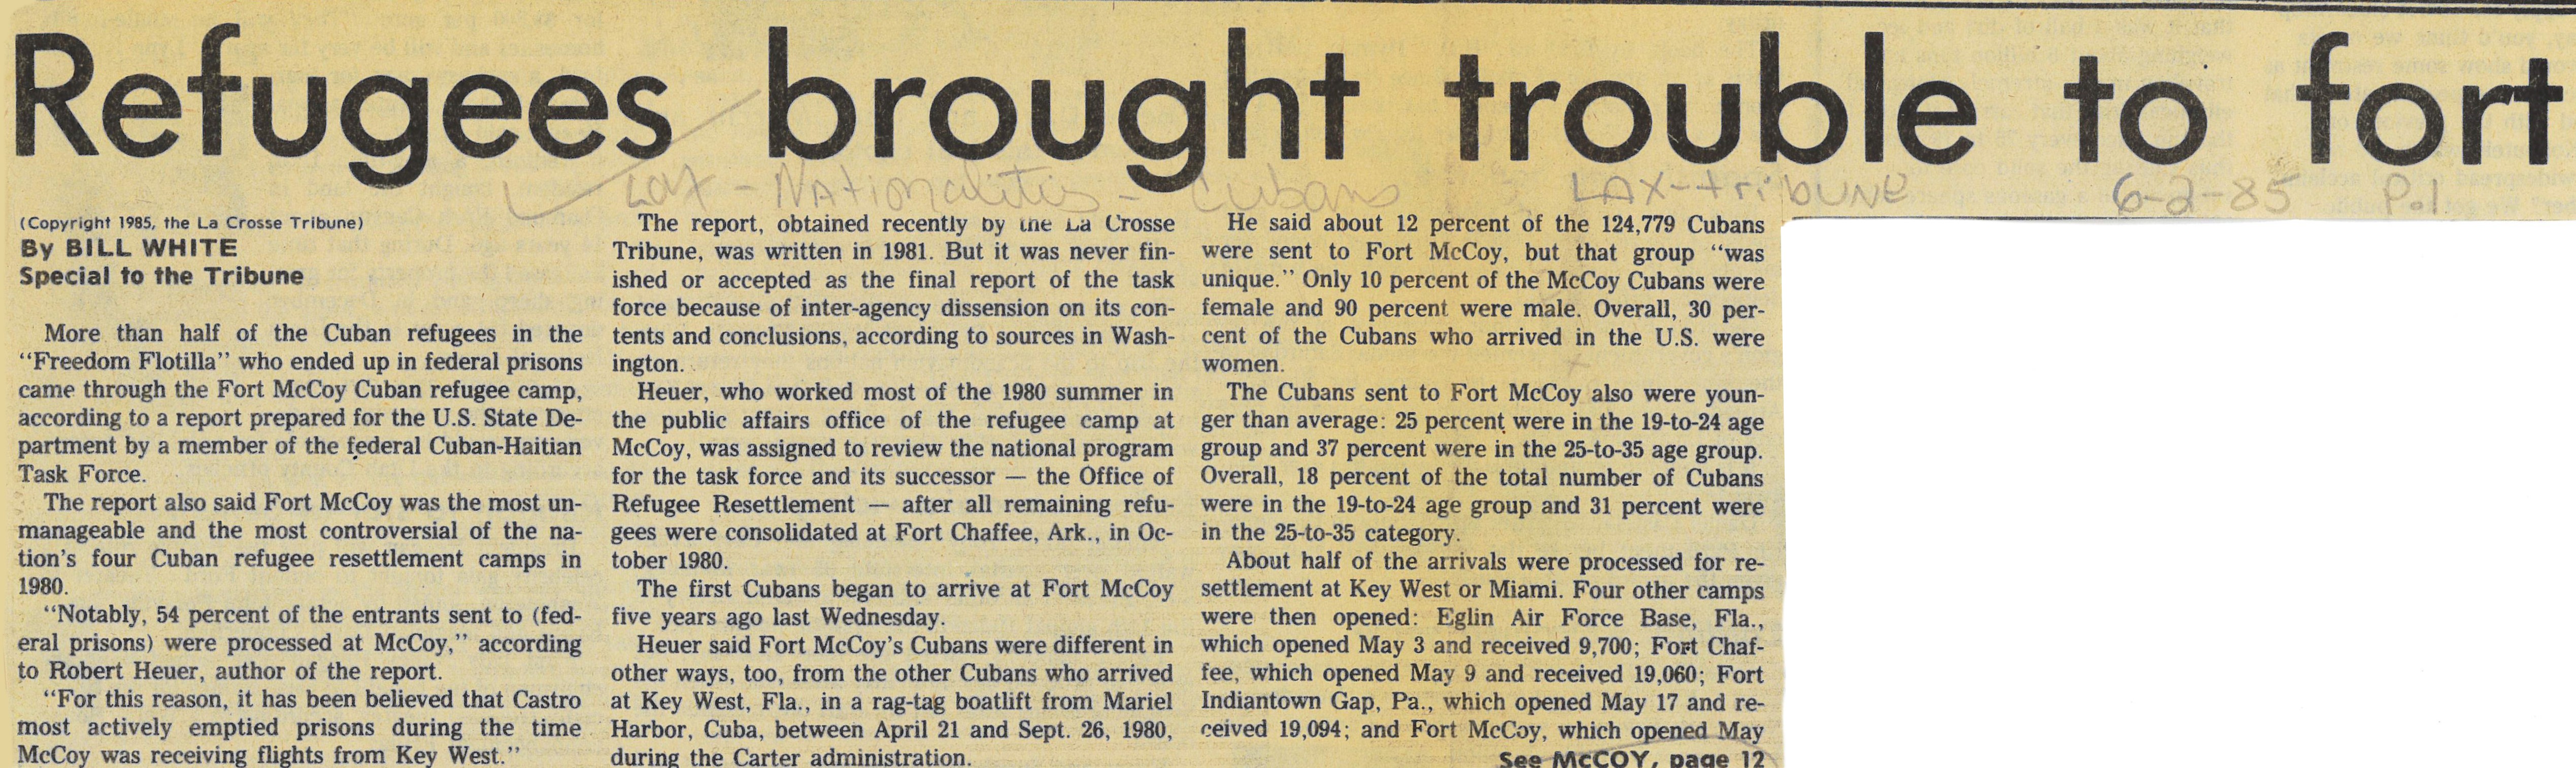 Refugees brought trouble to fort
Lax - Nationalities - Cubans LAX-tribUNE 6-2-85 P.1
(Copyright 1985, the La Crosse Tribune)
By BILL WHITE
Special to the Tribune
More than half of the Cuban refugees in the
“Freedom Flotilla” who ended up in federal prisons
came through the Fort McCoy Cuban refugee camp,
according to a report prepared for the U.S. State De-
partment by a member of the federal Cuban-Haitian
Task Force.
The report also said Fort McCoy was the most un-
manageable and the most controversial of the na-
tion’s four Cuban refugee resettlement camps in
1980.
“Notably, 54 percent of the entrants sent to (fed-
eral prisons) were processed at McCoy,” according
to Robert Heuer, author of the report.
“For this reason, it has been believed that Castro
most actively emptied prisons during the time
McCoy was receiving flights from Key West.”
The report, obtained recently by the La Crosse
Tribune, was written in 1981. But it was never fin-
ished or accepted as the final report of the task
force because of inter-agency dissension on its con-
tents and conclusions, according to sources in Wash-
ington.
Heuer, who worked most of the 1980 summer in
the public affairs office of the refugee camp at
McCoy, was assigned to review the national program
for the task force and its successor — the Office of
Refugee Resettlement — after all remaining refu-
gees were consolidated at Fort Chaffee, Ark., in Oc-
tober 1980.
The first Cubans began to arrive at Fort McCoy
five years ago last Wednesday.
Heuer said Fort McCoy’s Cubans were different in
other ways, too, from the other Cubans who arrived
at Key West, Fla., in a rag-tag boatlift from Mariel
Harbor, Cuba, between April 21 and Sept. 26, 1980,
during the Carter administration.
He said about 12 percent of the 124,779 Cubans
were sent to Fort McCoy, but that group “was
unique.” Only 10 percent of the McCoy Cubans were
female and 90 percent were male. Overall, 30 per-
cent of the Cubans who arrived in the U.S. were
women.
The Cubans sent to Fort McCoy also were youn-
ger than average: 25 percent were in the 19-to-24 age
group and 37 percent were in the 25-to-35 age group.
Overall, 18 percent of the total number of Cubans
were in the 19-to-24 age group and 31 percent were
in the 25-to-35 category.
About half of the arrivals were processed for re-
settlement at Key West or Miami. Four other camps
were then opened: Eglin Air Force Base, Fla.,
which opened May 3 and received 9,700; Fort Chaf-
fee, which opened May 9 and received 19,060; Fort
Indiantown Gap, Pa., which opened May 17 and re-
ceived 19,094; and Fort McCoy, which opened May
See McCOY, page 12